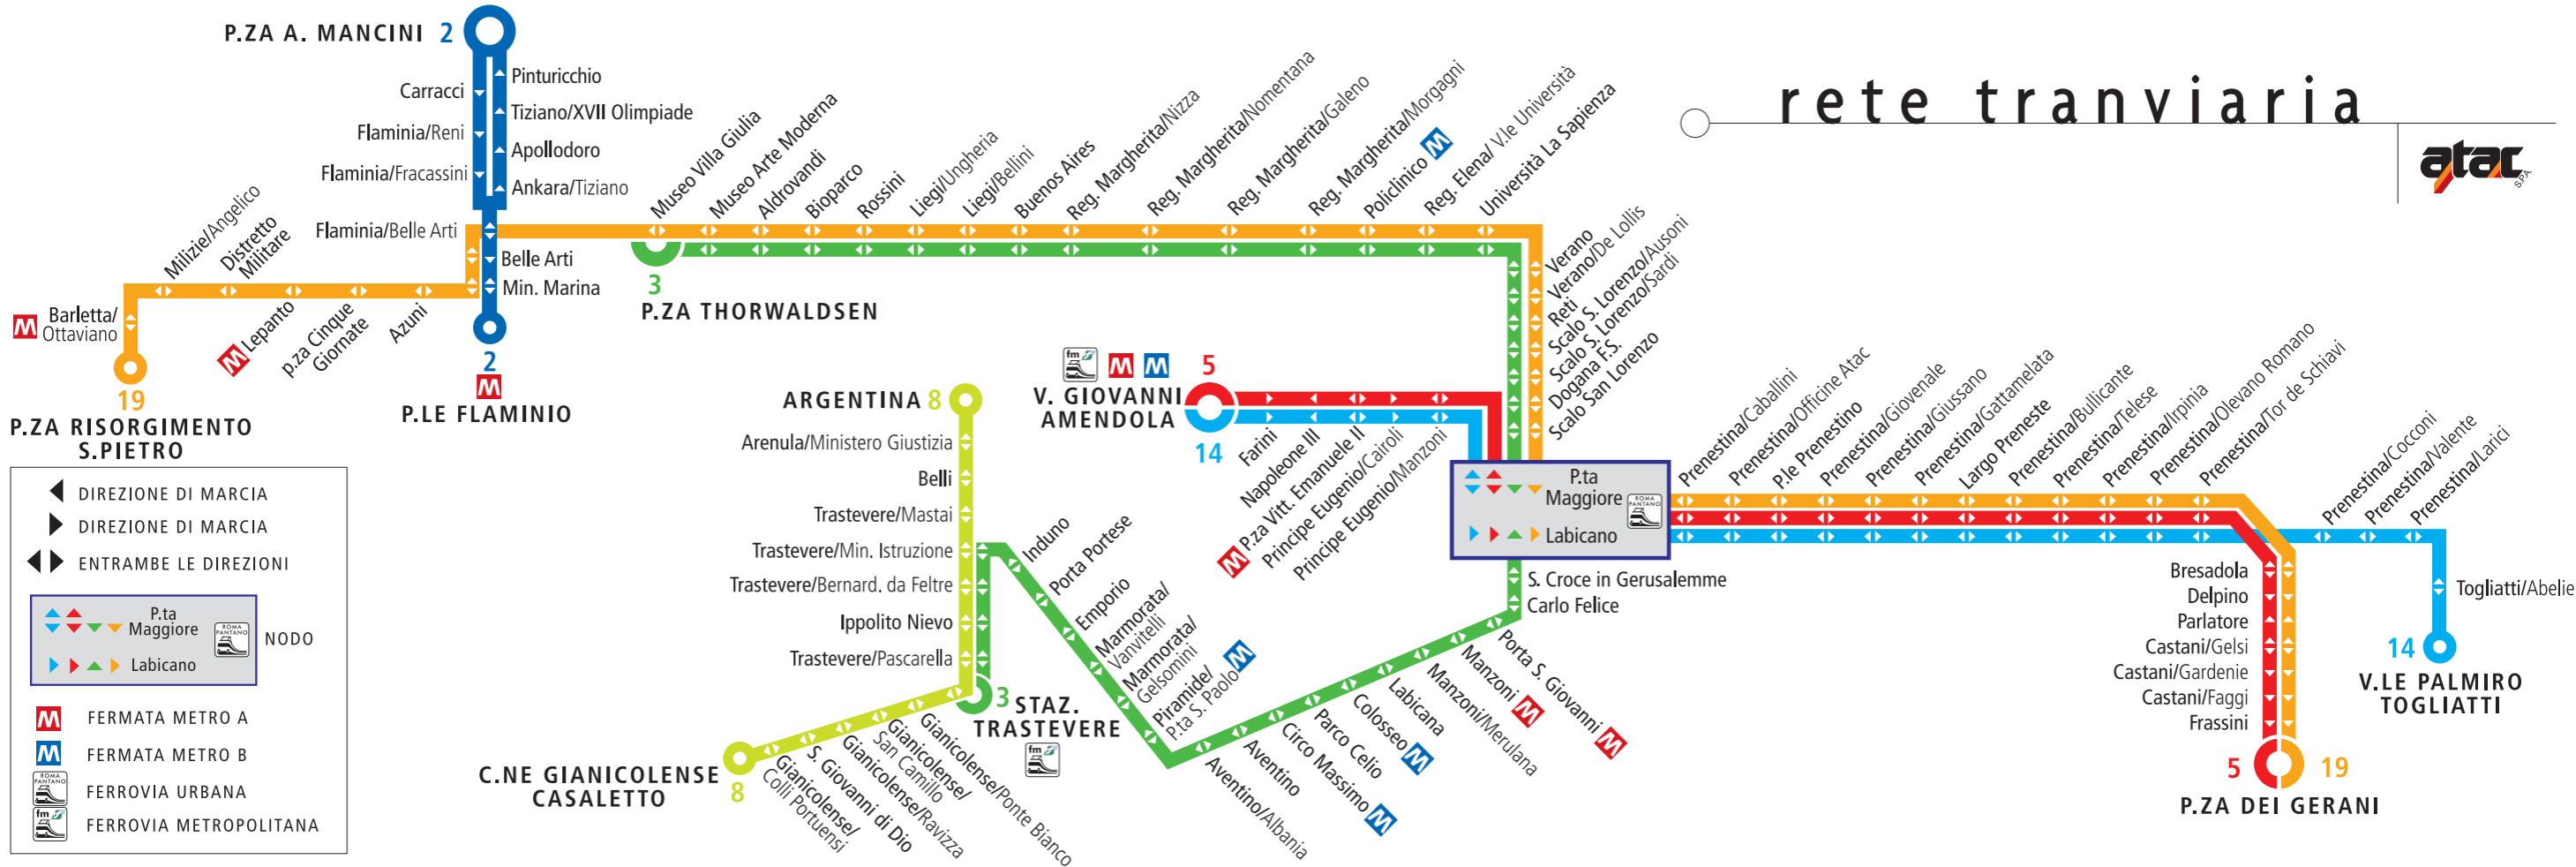 rete tranviaria
atac
S.P.A.
P.ZA A. MANCINI 2
Carracci
Flaminia/Reni
Flaminia/Fracassini
Flaminia/Belle Arti
Pinturicchio
Tiziano/XVII Olimpiade
Apollodoro
Ankara/Tiziano
Belle Arti
Min. Marina
2
M
P.LE FLAMINIO
Milizie/Angelico
Distretto
Militare
M Barletta/
Ottaviano
M Lepanto
p.za Cinque
Giornate
Azuni
19
P.ZA RISORGIMENTO
S.PIETRO
Museo Villa Giulia
Museo Arte Moderna
Aldrovandi
Bioparco
Rossini
Liegi/Ungheria
Liegi/Bellini
Buenos Aires
Reg. Margherita/Nizza
Reg. Margherita/Nomentana
Reg. Margherita/Galeno
Reg. Margherita/Morgagni
Policlinico M
Reg. Elena/ V.le Università
Università La Sapienza
3
P.ZA THORWALDSEN
Verano
Verano/De Lollis
Reti
Scalo S. Lorenzo/Ausoni
Scalo S. Lorenzo/Sardi
Dogana F.S.
Scalo San Lorenzo
fm M M
V. GIOVANNI
AMENDOLA
5
14
Farini
Napoleone III
M P.za Vitt. Emanuele II
Principe Eugenio/Cairoli
Principe Eugenio/Manzoni
P.ta
Maggiore
ROMA
PANTANO
Labicano
Prenestina/Caballini
Prenestina/Officine Atac
P.le Prenestino
Prenestina/Giovenale
Prenestina/Giussano
Prenestina/Gattamelata
Largo Preneste
Prenestina/Bullicante
Prenestina/Telese
Prenestina/Irpinia
Prenestina/Olevano Romano
Prenestina/Tor de Schiavi
Prenestina/Cocconi
Prenestina/Valente
Prenestina/Larici
Togliatti/Abelie
14
V.LE PALMIRO
TOGLIATTI
Bresadola
Delpino
Parlatore
Castani/Gelsi
Castani/Gardenie
Castani/Faggi
Frassini
5
19
P.ZA DEI GERANI
S. Croce in Gerusalemme
Carlo Felice
Porta S. Giovanni M
Manzoni M
Manzoni/Merulana
Labicana
Colosseo M
Parco Celio
Circo Massimo M
Aventino
Aventino/Albania
Piramide/
P.ta S. Paolo M
Marmorata/
Gelsomini
Marmorata/
Vanvitelli
Emporio
Porta Portese
Induno
ARGENTINA 8
Arenula/Ministero Giustizia
Belli
Trastevere/Mastai
Trastevere/Min. Istruzione
Trastevere/Bernard. da Feltre
Ippolito Nievo
Trastevere/Pascarella
3 STAZ.
TRASTEVERE
fm
Gianicolense/Ponte Bianco
Gianicolense/
San Camillo
Gianicolense/Ravizza
S. Giovanni di Dio
Gianicolense/
Colli Portuensi
C.NE GIANICOLENSE
CASALETTO
8
DIREZIONE DI MARCIA
DIREZIONE DI MARCIA
ENTRAMBE LE DIREZIONI
P.ta
Maggiore
ROMA
PANTANO
Labicano
NODO
M FERMATA METRO A
M FERMATA METRO B
ROMA
PANTANO
FERROVIA URBANA
fm
FERROVIA METROPOLITANA